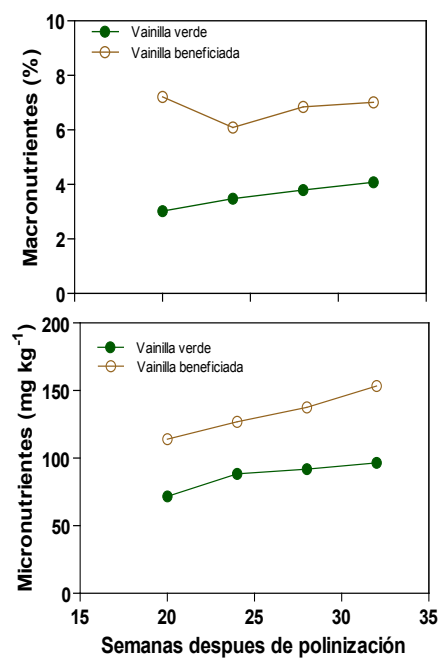 10
8
6
4
2
0
Macronutrientes (%)
Vainilla verde
Vainilla beneficiada
200
150
100
50
0
Micronutrientes (mg kg⁻¹)
Vainilla verde
Vainilla beneficiada
15 20 25 30 35
Semanas despues de polinización